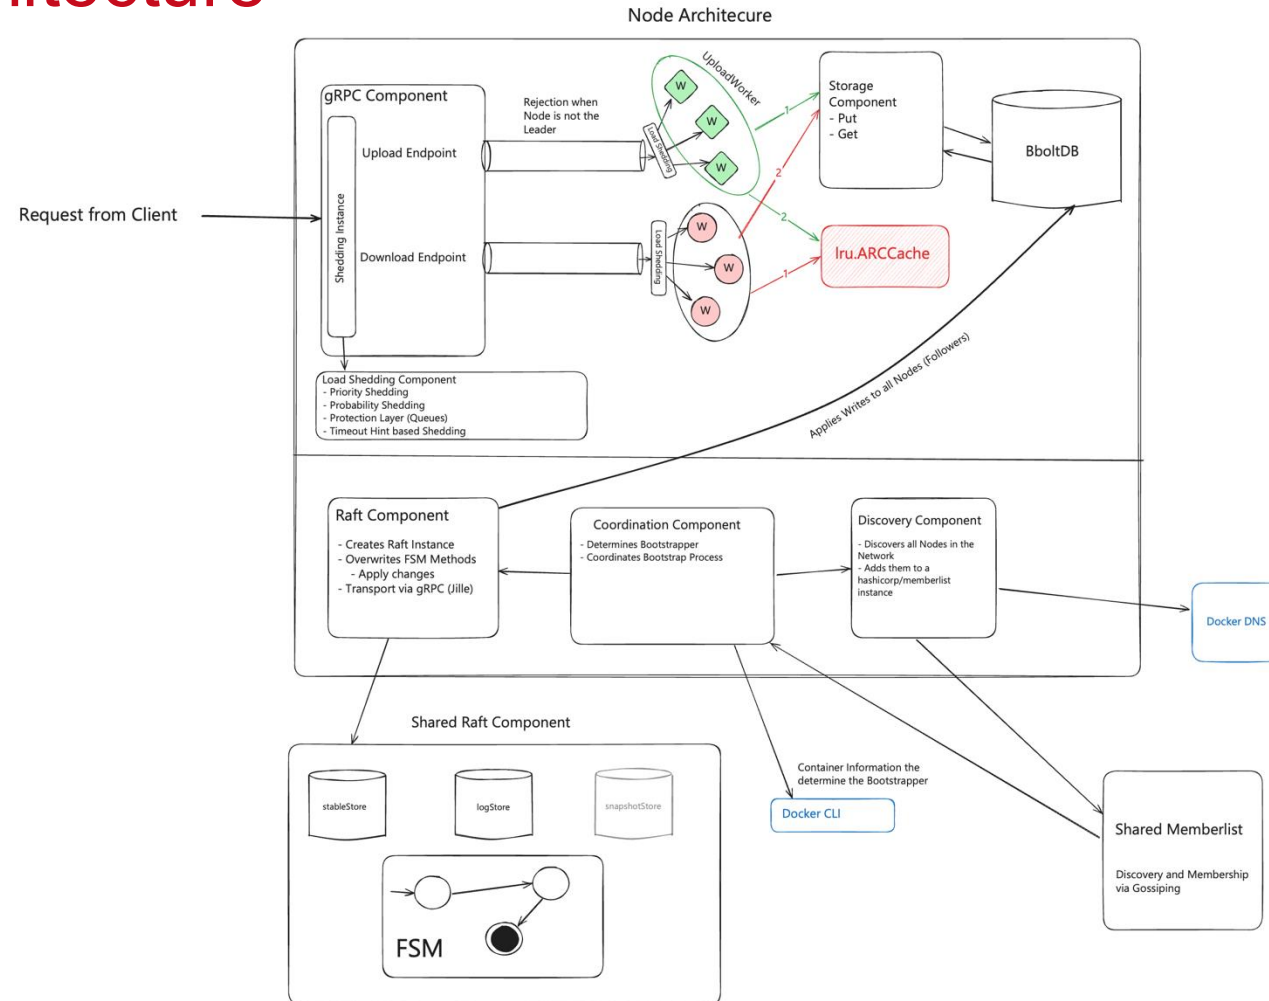 Node Architecure
gRPC Component
Shedding Instance
Upload Endpoint
Download Endpoint
Request from Client
Rejection when
Node is not the
Leader
Load Shedding
UploadWorker
W
W
W
Load Shedding
W
W
W
1
2
2
1
Storage
Component
- Put
- Get
BboltDB
lru.ARCCache
Load Shedding Component
- Priority Shedding
- Probability Shedding
- Protection Layer (Queues)
- Timeout Hint based Shedding
Applies Writes to all Nodes (Followers)
Raft Component
- Creates Raft Instance
- Overwrites FSM Methods
- Apply changes
- Transport via gRPC (Jille)
Coordination Component
- Determines Bootstrapper
- Coordinates Bootstrap Process
Discovery Component
- Discovers all Nodes in the
Network
- Adds them to a
hashicorp/memberlist
instance
Docker DNS
Shared Raft Component
stableStore
logStore
snapshotStore
FSM
Container Information the
determine the Bootstrapper
Docker CLI
Shared Memberlist
Discovery and Membership
via Gossiping